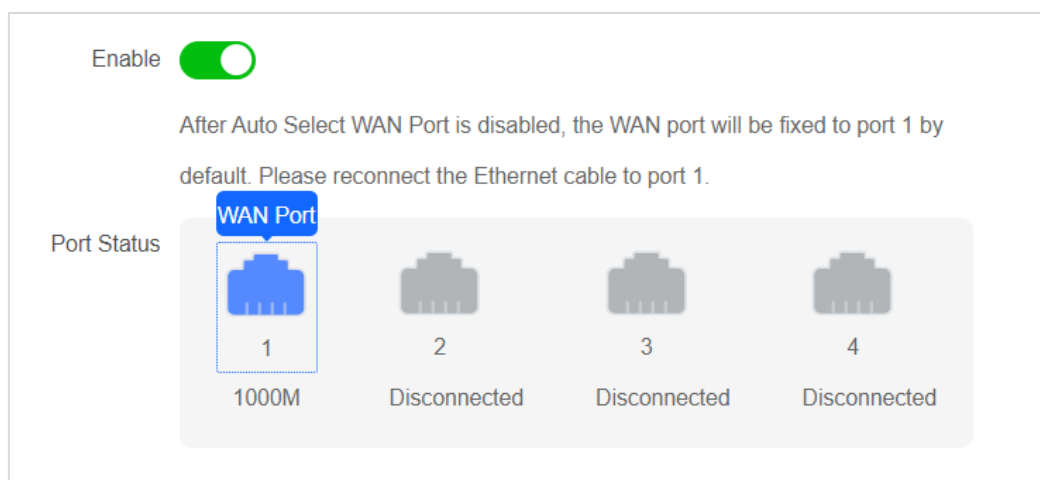 Enable
After Auto Select WAN Port is disabled, the WAN port will be fixed to port 1 by
default. Please reconnect the Ethernet cable to port 1.
WAN Port
Port Status
1 2 3 4
1000M Disconnected Disconnected Disconnected